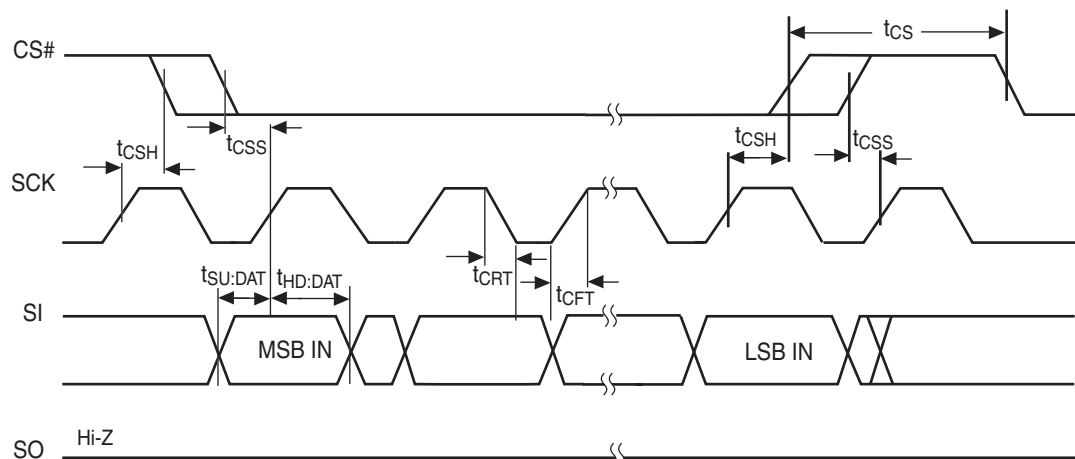 CS#
tCS
tCSH
tCSS
tCSH
tCSS
SCK
tSU:DAT
tHD:DAT
tCRT
tCFT
SI
MSB IN
LSB IN
Hi-Z
SO